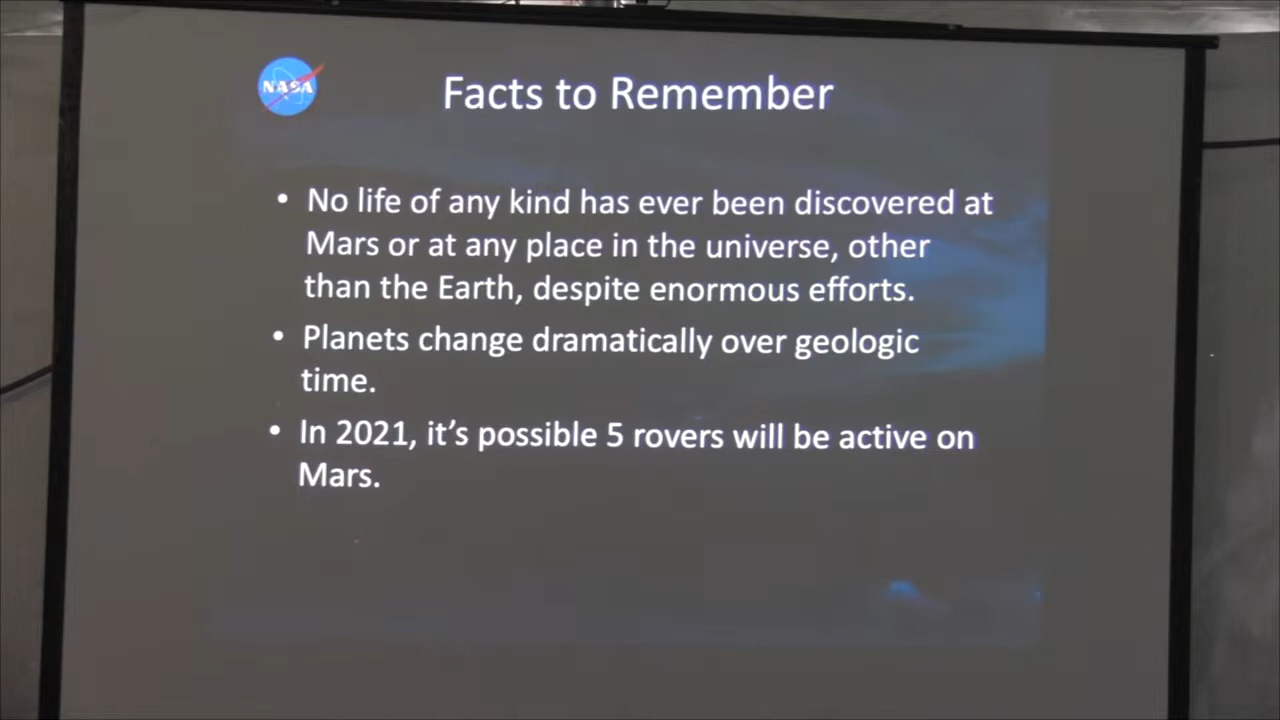 NASA
Facts to Remember
• No life of any kind has ever been discovered at
Mars or at any place in the universe, other
than the Earth, despite enormous efforts.
• Planets change dramatically over geologic
time.
• In 2021, it’s possible 5 rovers will be active on
Mars.